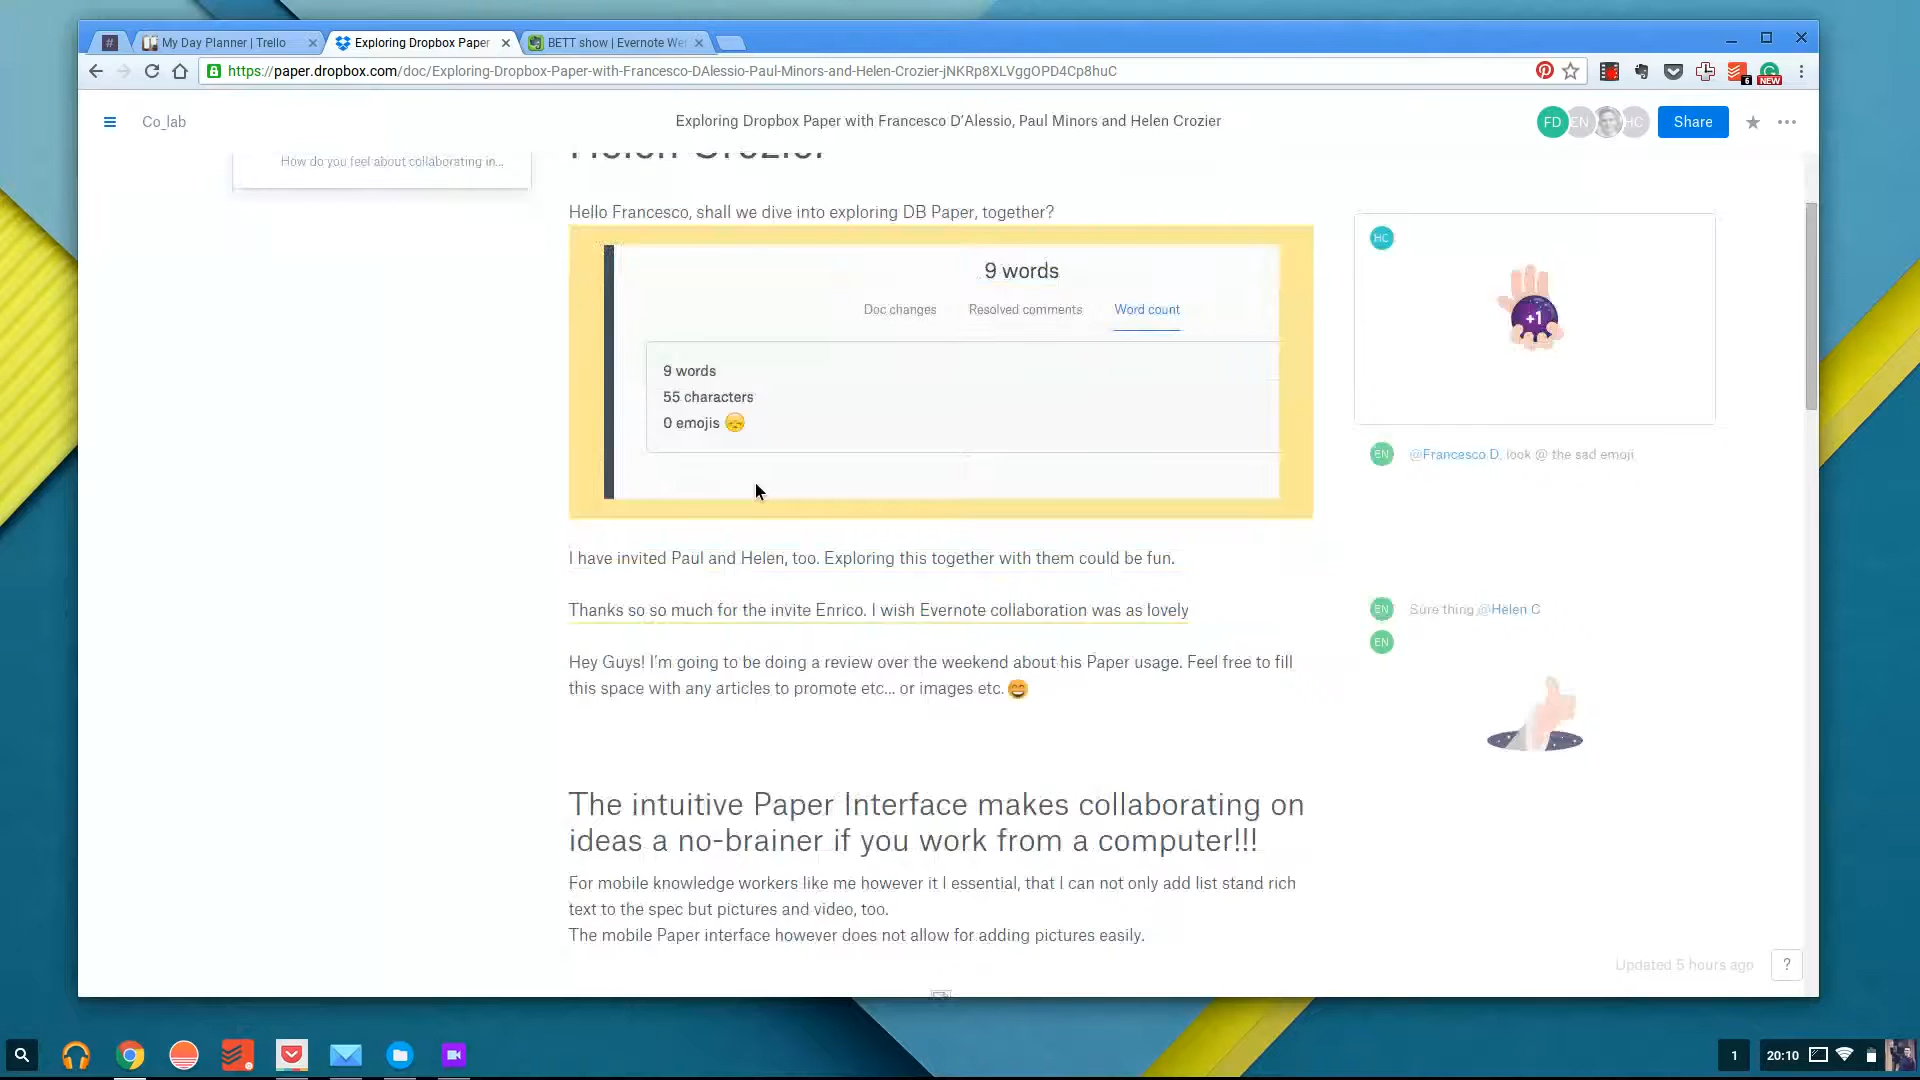 #
My Day Planner | Trello
Exploring Dropbox Paper
BETT show | Evernote We
https://paper.dropbox.com/doc/Exploring-Dropbox-Paper-with-Francesco-DAlessio-Paul-Minors-and-Helen-Crozier-jNKRp8XLVggOPD4Cp8huC
6
NEW
Co_lab
Exploring Dropbox Paper with Francesco D'Alessio, Paul Minors and Helen Crozier
FD
EN
HC
Share
How do you feel about collaborating in...
Helen Crozier
Hello Francesco, shall we dive into exploring DB Paper, together?
9 words
Doc changes
Resolved comments
Word count
9 words
55 characters
0 emojis
HC
+1
EN
@Francesco D, look @ the sad emoji
I have invited Paul and Helen, too. Exploring this together with them could be fun.
Thanks so so much for the invite Enrico. I wish Evernote collaboration was as lovely
EN
Sure thing @Helen C
EN
Hey Guys! I'm going to be doing a review over the weekend about his Paper usage. Feel free to fill
this space with any articles to promote etc... or images etc.
The intuitive Paper Interface makes collaborating on
ideas a no-brainer if you work from a computer!!!
For mobile knowledge workers like me however it I essential, that I can not only add list stand rich
text to the spec but pictures and video, too.
The mobile Paper interface however does not allow for adding pictures easily.
Updated 5 hours ago
?
1
20:10